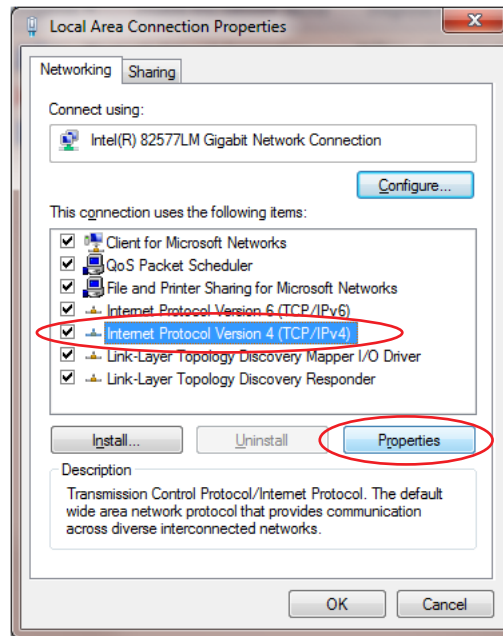 Local Area Connection Properties
Networking
Sharing
Connect using:
Intel(R) 82577LM Gigabit Network Connection
Configure...
This connection uses the following items:
Client for Microsoft Networks
QoS Packet Scheduler
File and Printer Sharing for Microsoft Networks
Internet Protocol Version 6 (TCP/IPv6)
Internet Protocol Version 4 (TCP/IPv4)
Link-Layer Topology Discovery Mapper I/O Driver
Link-Layer Topology Discovery Responder
Install...
Uninstall
Properties
Description
Transmission Control Protocol/Internet Protocol. The default
wide area network protocol that provides communication
across diverse interconnected networks.
OK
Cancel